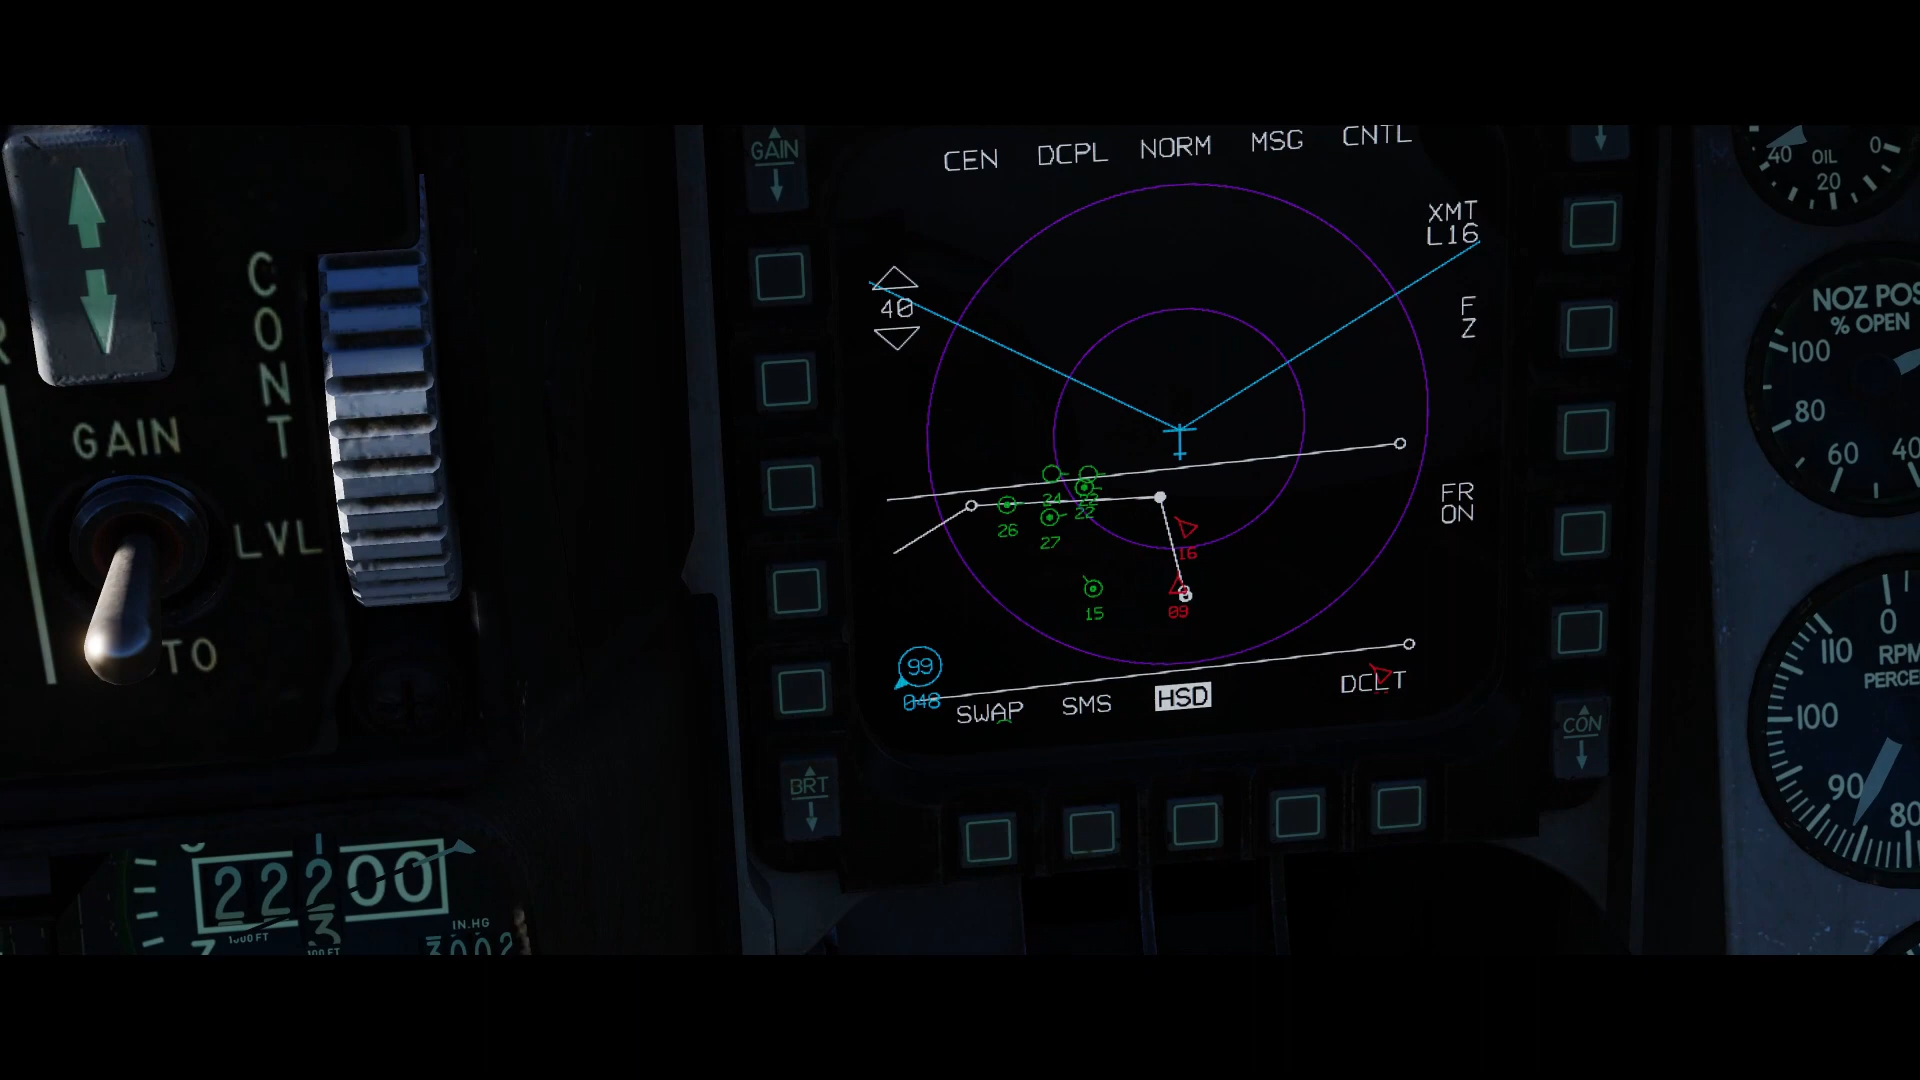 GAIN
CEN DCPL NORM MSG CNTL
XMT
L16
40
F
Z
FR
ON
24
22
26
27
16
15
09
99
048
SWAP SMS HSD DCLT
BRT
CON
CONT
GAIN
LVL
22200
1000 FT
100 FT
IN.HG
3002
40 OIL 0
20
NOZ POS
% OPEN
100
80
60 40
0
110 RPM
PERCE
100
90
80